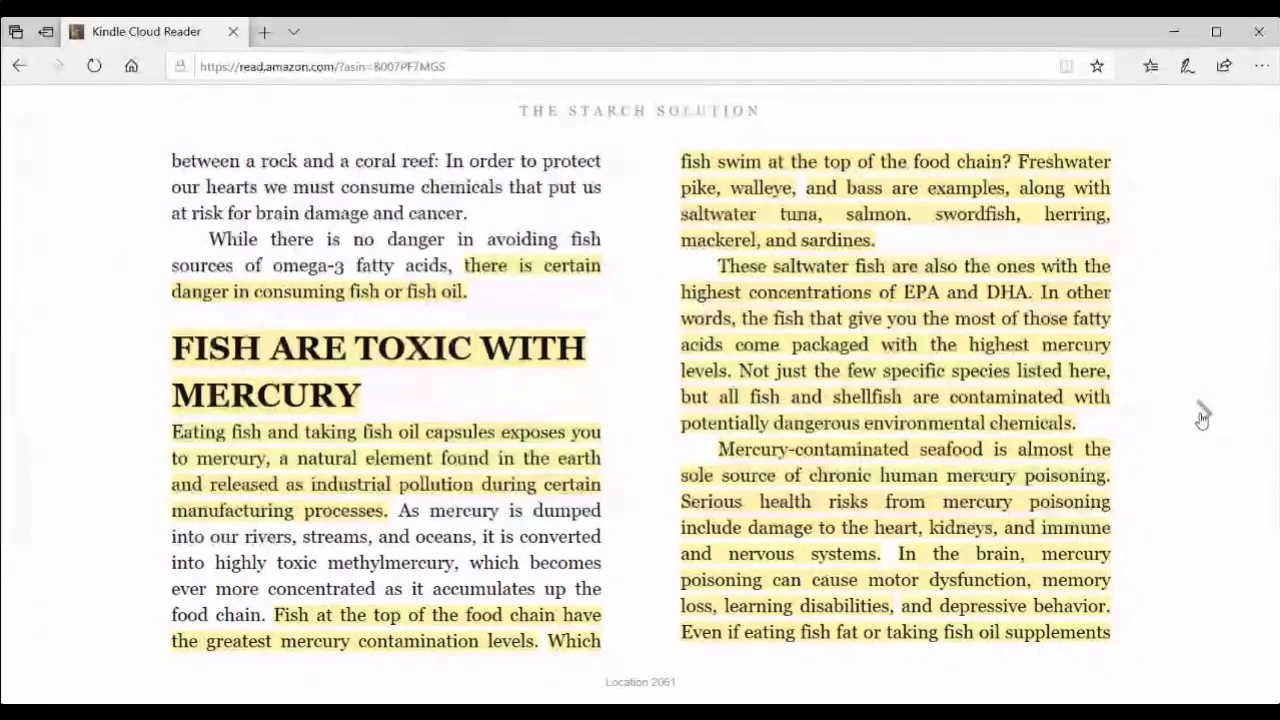 Kindle Cloud Reader
https://read.amazon.com/?asin=B007PF7MGS
THE STARCH SOLUTION
between a rock and a coral reef: In order to protect
our hearts we must consume chemicals that put us
at risk for brain damage and cancer.
While there is no danger in avoiding fish
sources of omega-3 fatty acids, there is certain
danger in consuming fish or fish oil.
FISH ARE TOXIC WITH
MERCURY
Eating fish and taking fish oil capsules exposes you
to mercury, a natural element found in the earth
and released as industrial pollution during certain
manufacturing processes. As mercury is dumped
into our rivers, streams, and oceans, it is converted
into highly toxic methylmercury, which becomes
ever more concentrated as it accumulates up the
food chain. Fish at the top of the food chain have
the greatest mercury contamination levels. Which
fish swim at the top of the food chain? Freshwater
pike, walleye, and bass are examples, along with
saltwater tuna, salmon. swordfish, herring,
mackerel, and sardines.
These saltwater fish are also the ones with the
highest concentrations of EPA and DHA. In other
words, the fish that give you the most of those fatty
acids come packaged with the highest mercury
levels. Not just the few specific species listed here,
but all fish and shellfish are contaminated with
potentially dangerous environmental chemicals.
Mercury-contaminated seafood is almost the
sole source of chronic human mercury poisoning.
Serious health risks from mercury poisoning
include damage to the heart, kidneys, and immune
and nervous systems. In the brain, mercury
poisoning can cause motor dysfunction, memory
loss, learning disabilities, and depressive behavior.
Even if eating fish fat or taking fish oil supplements
Location 2061